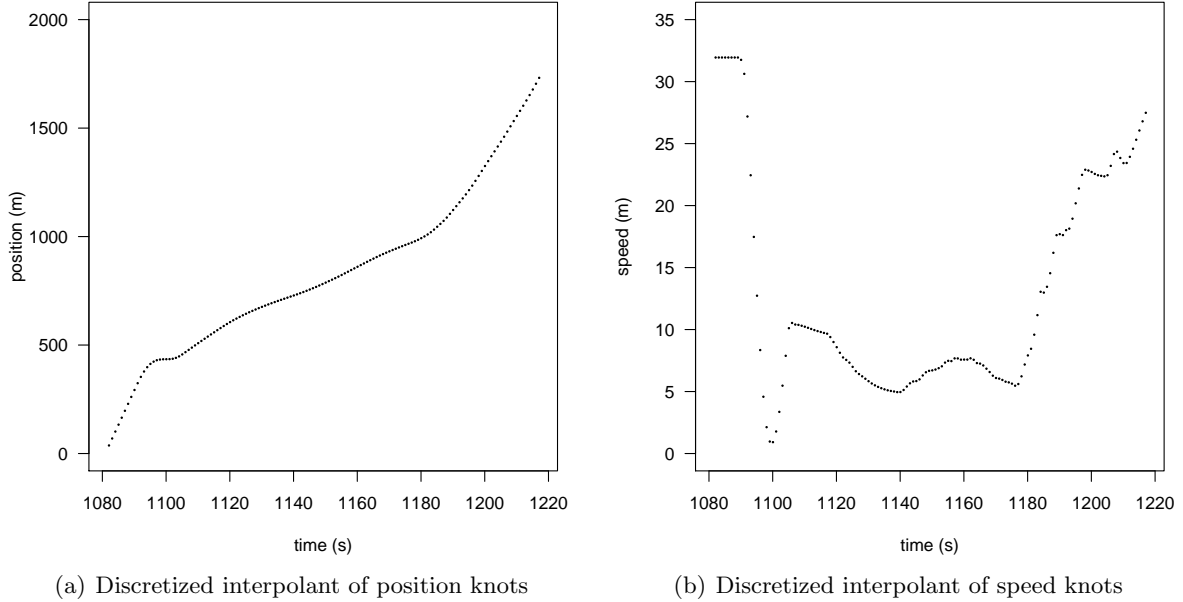 2000
1500
1000
500
0
position (m)
1080 1100 1120 1140 1160 1180 1200 1220
time (s)
(a) Discretized interpolant of position knots
35
30
25
20
15
10
5
0
speed (m)
1080 1100 1120 1140 1160 1180 1200 1220
time (s)
(b) Discretized interpolant of speed knots